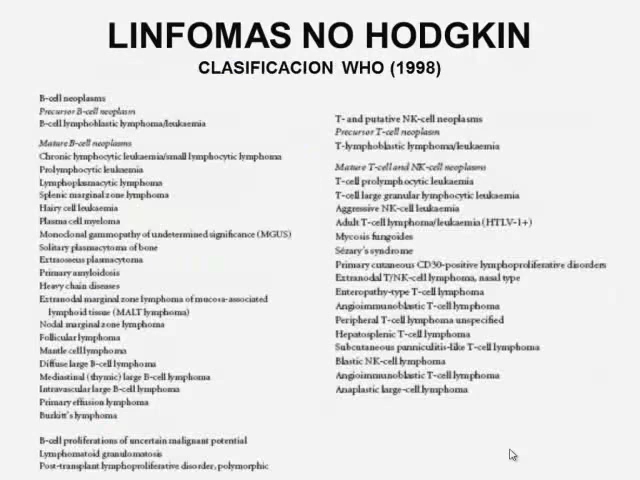 LINFOMAS NO HODGKIN
CLASIFICACION WHO (1998)
B-cell neoplasms
Precursor B-cell neoplasm
B-cell lymphoblastic lymphoma/leukaemia
Mature B-cell neoplasms
Chronic lymphocytic leukaemia/small lymphocytic lymphoma
Prolymphocytic leukaemia
Lymphoplasmacytic lymphoma
Splenic marginal zone lymphoma
Hairy cell leukaemia
Plasma cell myeloma
Monoclonal gammopathy of undetermined significance (MGUS)
Solitary plasmacytoma of bone
Extraosseus plasmacytoma
Primary amyloidosis
Heavy chain diseases
Extranodal marginal zone lymphoma of mucosa-associated
lymphoid tissue (MALT lymphoma)
Nodal marginal zone lymphoma
Follicular lymphoma
Mantle cell lymphoma
Diffuse large B-cell lymphoma
Mediastinal (thymic) large B-cell lymphoma
Intravascular large B-cell lymphoma
Primary effusion lymphoma
Burkitt's lymphoma
B-cell proliferations of uncertain malignant potential
Lymphomatoid granulomatosis
Post-transplant lymphoproliferative disorder, polymorphic
T- and putative NK-cell neoplasms
Precursor T-cell neoplasm
T-lymphoblastic lymphoma/leukaemia
Mature T-cell and NK-cell neoplasms
T-cell prolymphocytic leukaemia
T-cell large granular lymphocytic leukaemia
Aggressive NK-cell leukaemia
Adult T-cell lymphoma/leukaemia (HTLV-1+)
Mycosis fungoides
Sézary's syndrome
Primary cutaneous CD30-positive lymphoproliferative disorders
Extranodal T/NK-cell lymphoma, nasal type
Enteropathy-type T-cell lymphoma
Angioimmunoblastic T-cell lymphoma
Peripheral T-cell lymphoma unspecified
Hepatosplenic T-cell lymphoma
Subcutaneous panniculitis-like T-cell lymphoma
Blastic NK-cell lymphoma
Angioimmunoblastic T-cell lymphoma
Anaplastic large-cell lymphoma